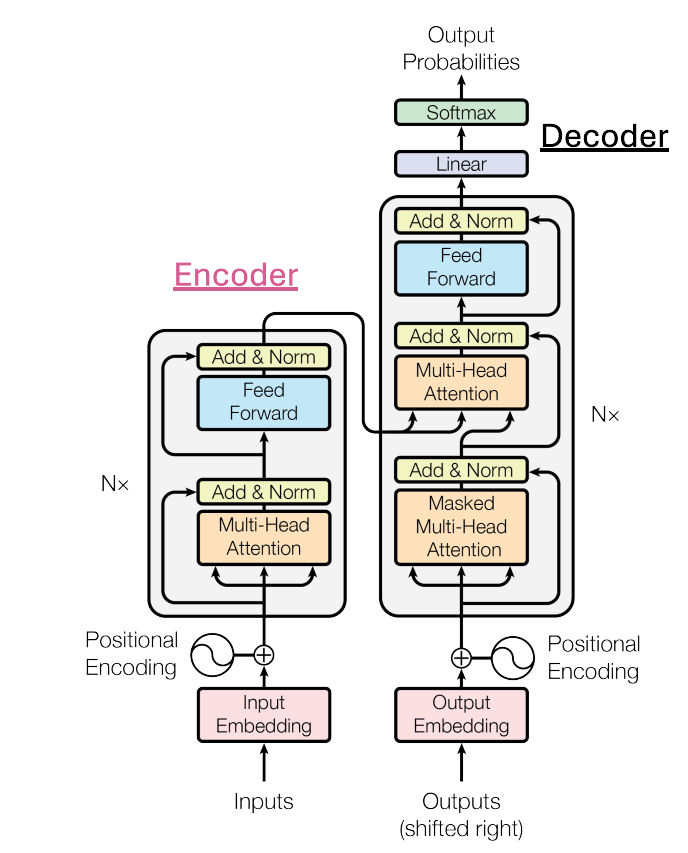 Output
Probabilities
Softmax
Decoder
Linear
Add & Norm
Feed
Forward
Add & Norm
Multi-Head
Attention
N×
Add & Norm
Masked
Multi-Head
Attention
Encoder
Add & Norm
Feed
Forward
N×
Add & Norm
Multi-Head
Attention
Positional
Encoding
Positional
Encoding
Input
Embedding
Output
Embedding
Inputs
Outputs
(shifted right)